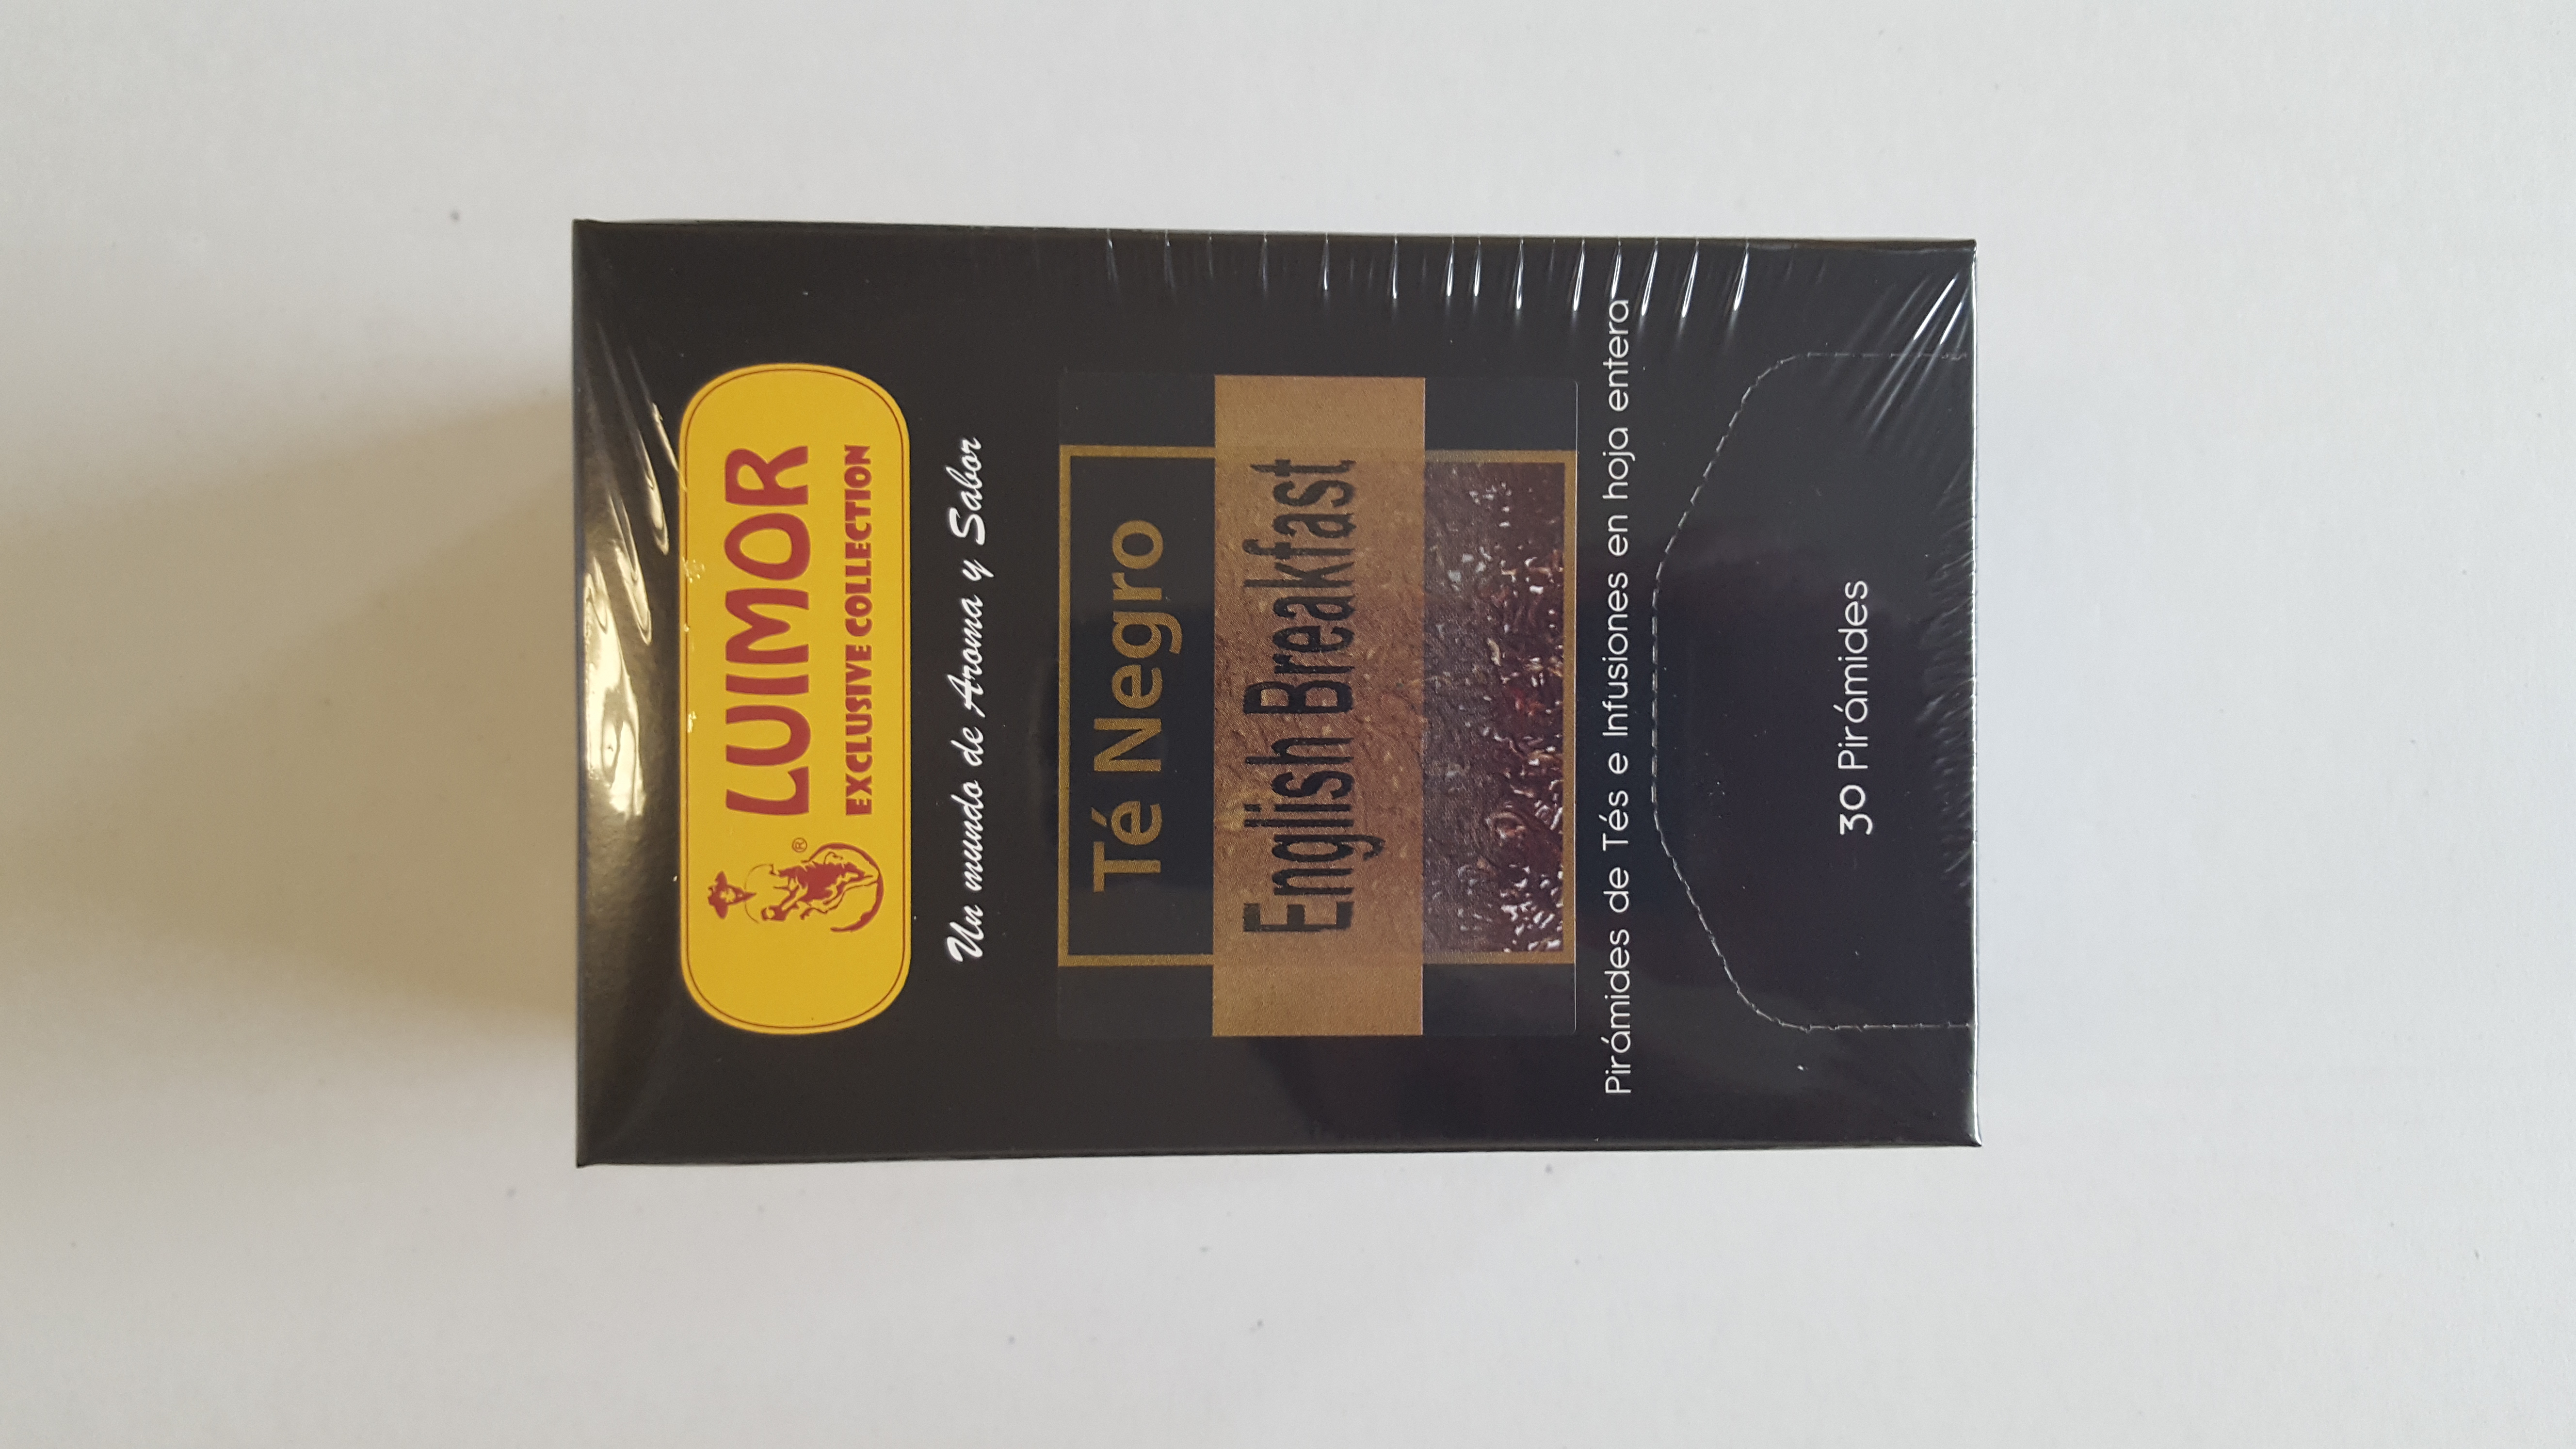 LUIMOR
®
EXCLUSIVE COLLECTION
Un mundo de Aroma y Sabor
Té Negro
English Breakfast
Pirámides de Tés e Infusiones en hoja entera
30 Pirámides